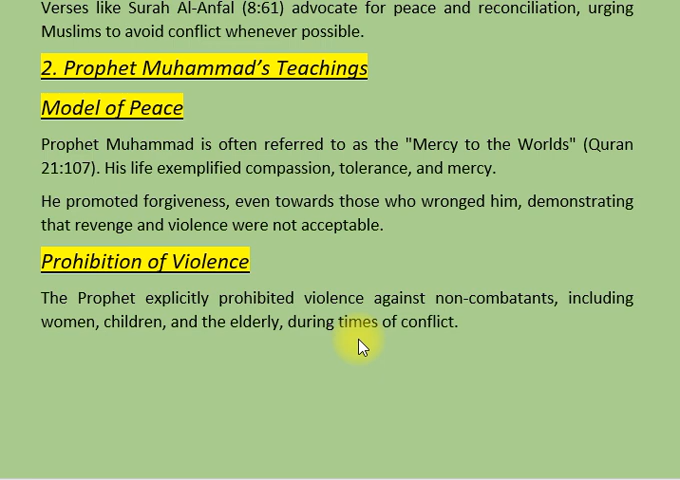 Verses like Surah Al-Anfal (8:61) advocate for peace and reconciliation, urging
Muslims to avoid conflict whenever possible.
2. Prophet Muhammad’s Teachings
Model of Peace
Prophet Muhammad is often referred to as the "Mercy to the Worlds" (Quran
21:107). His life exemplified compassion, tolerance, and mercy.
He promoted forgiveness, even towards those who wronged him, demonstrating
that revenge and violence were not acceptable.
Prohibition of Violence
The Prophet explicitly prohibited violence against non-combatants, including
women, children, and the elderly, during times of conflict.